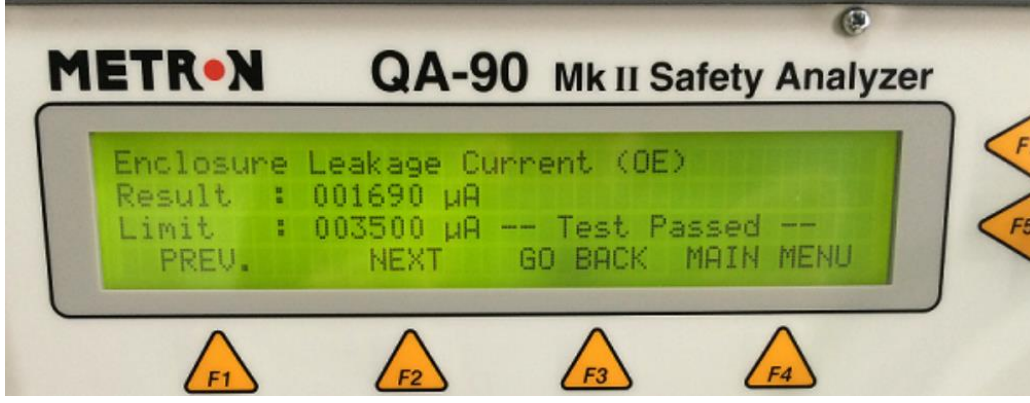 METRON QA-90 Mk II Safety Analyzer
Enclosure Leakage Current (OE)
Result : 001690 µA
Limit : 003500 µA -- Test Passed --
PREV. NEXT GO BACK MAIN MENU
F5
F1 F2 F3 F4